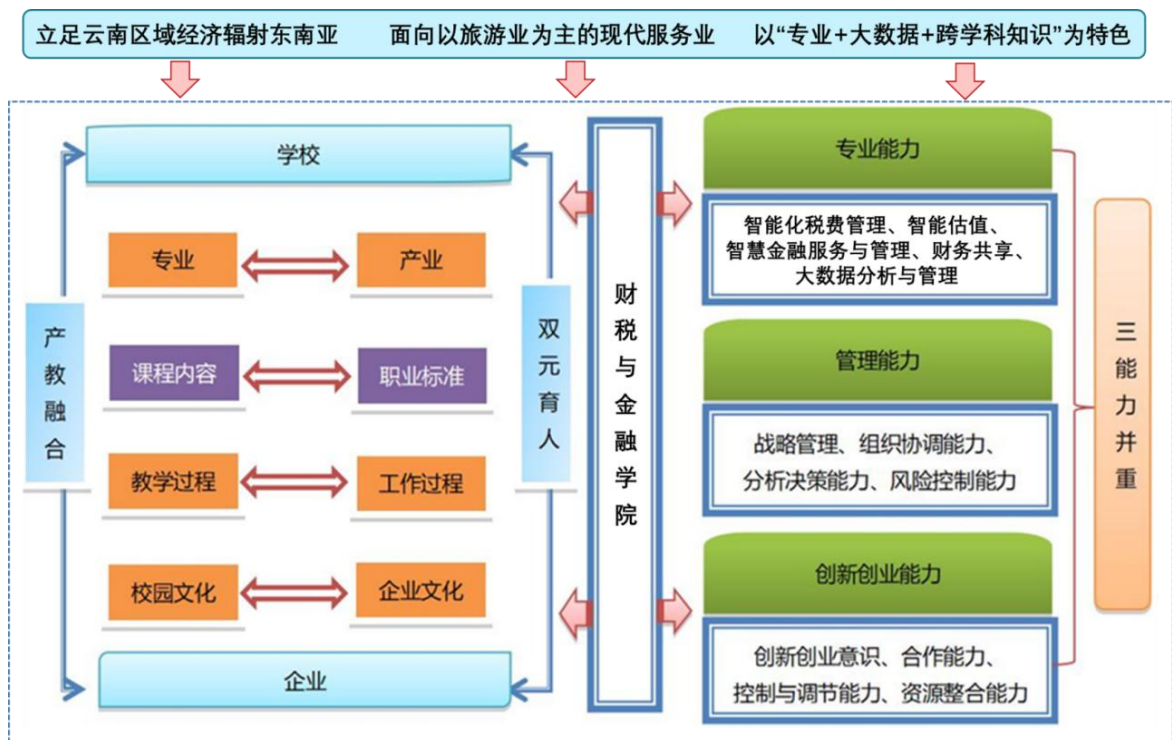 立足云南区域经济辐射东南亚 面向以旅游业为主的现代服务业 以“专业+大数据+跨学科知识”为特色
学校
专业
产业
课程内容
职业标准
教学过程
工作过程
校园文化
企业文化
企业
产教融合
双元育人
财税与金融学院
专业能力
智能化税费管理、智能估值、
智慧金融服务与管理、财务共享、
大数据分析与管理
管理能力
战略管理、组织协调能力、
分析决策能力、风险控制能力
创新创业能力
创新创业意识、合作能力、
控制与调节能力、资源整合能力
三能力并重